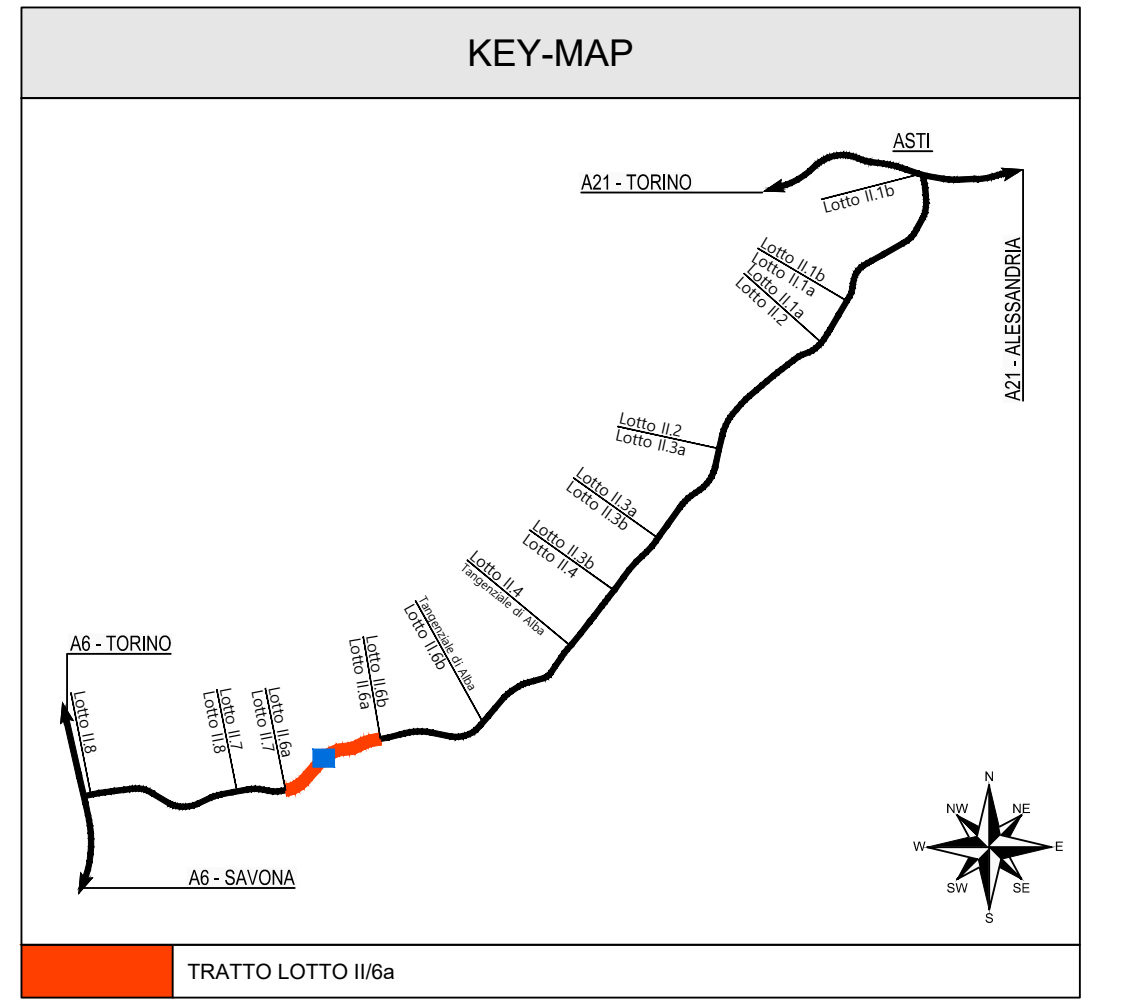 KEY-MAP
ASTI
A21 - TORINO
Lotto II.1b
A21 - ALESSANDRIA
Lotto II.1b
Lotto II.1a
Lotto II.1a
Lotto II.2
Lotto II.2
Lotto II.3a
Lotto II.3a
Lotto II.3b
Lotto II.3b
Lotto II.4
Lotto II.4
Tangenziale di Alba
Tangenziale di Alba
Lotto II.6b
Lotto II.6b
Lotto II.6a
A6 - TORINO
Lotto II.6a
Lotto II.7
Lotto II.7
Lotto II.8
Lotto II.8
A6 - SAVONA
N
NW
NE
W
E
SW
SE
S
TRATTO LOTTO II/6a